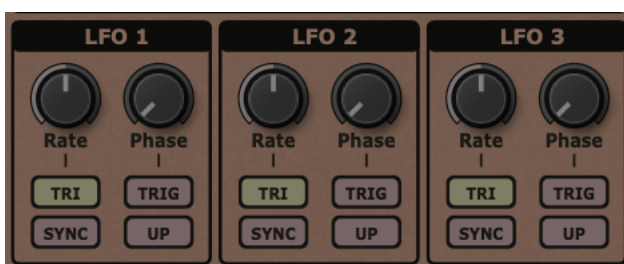 LFO 1 LFO 2 LFO 3
Rate Phase Rate Phase Rate Phase
TRI TRIG TRI TRIG TRI TRIG
SYNC UP SYNC UP SYNC UP